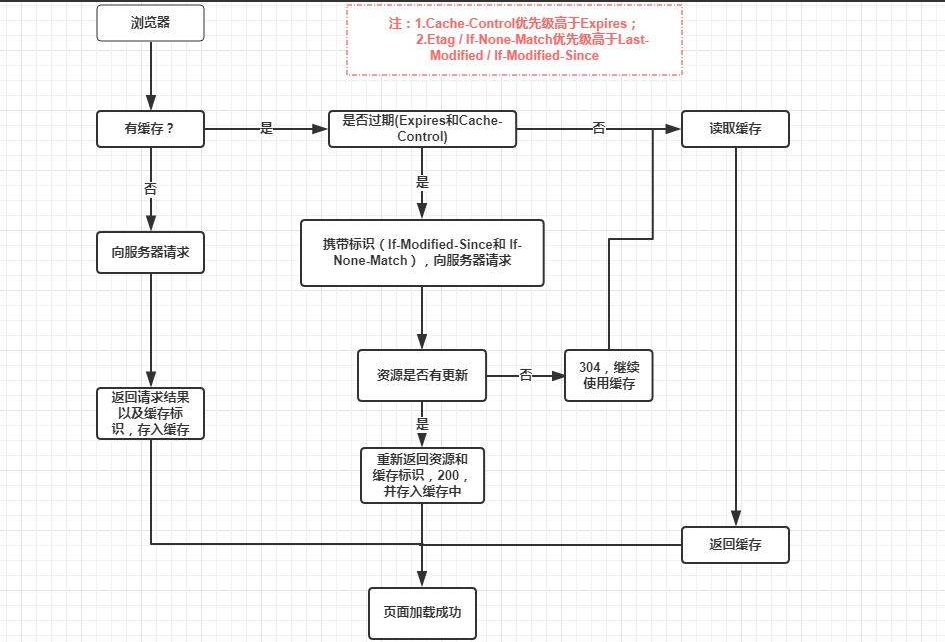 浏览器
注：1.Cache-Control优先级高于Expires；
2.Etag / If-None-Match优先级高于Last-
Modified / If-Modified-Since
有缓存？
是
是否过期(Expires和Cache-
Control)
否
读取缓存
否
是
向服务器请求
携带标识（If-Modified-Since和 If-
None-Match），向服务器请求
资源是否有更新
否
304，继续
使用缓存
返回请求结果
以及缓存标
识，存入缓存
是
重新返回资源和
缓存标识，200，
并存入缓存中
返回缓存
页面加载成功